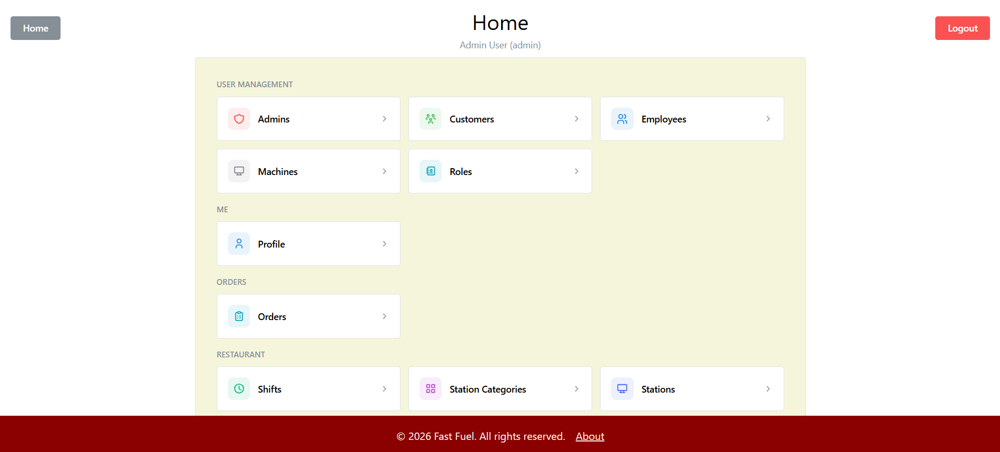 Home
Home
Logout
Admin User (admin)
USER MANAGEMENT
Admins
Customers
Employees
Machines
Roles
ME
Profile
ORDERS
Orders
RESTAURANT
Shifts
Station Categories
Stations
© 2026 Fast Fuel. All rights reserved. About